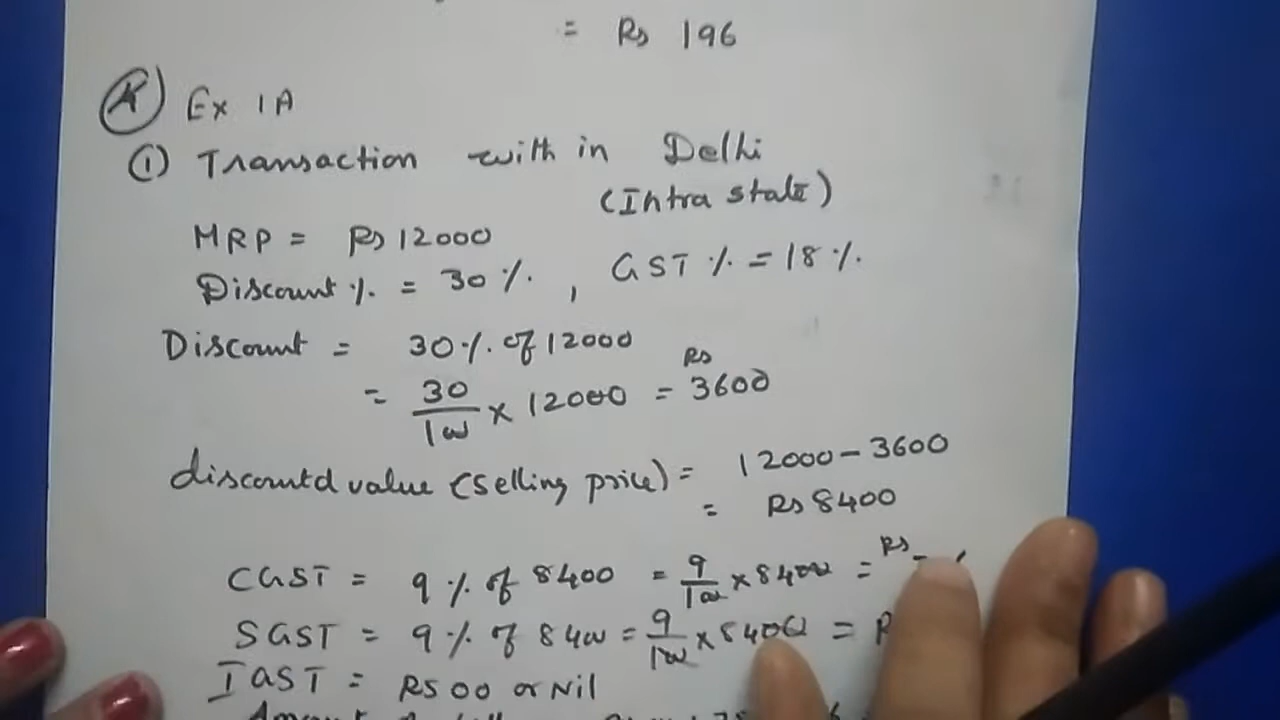 = Rs 196
Ex 1A
① Transaction with in Delhi
(Intra state)
MRP = Rs 12000
Discount % = 30 %. , GST % = 18 %.
Discount = 30 %. of 12000
= 30/100 × 12000 = Rs 3600
discountd value (selling price) = 12000 - 3600
= Rs 8400
CGST = 9 % of 8400 = 9/100 × 8400 = Rs
SGST = 9 % of 8400 = 9/100 × 8400 =
IGST = RS 00 or Nil